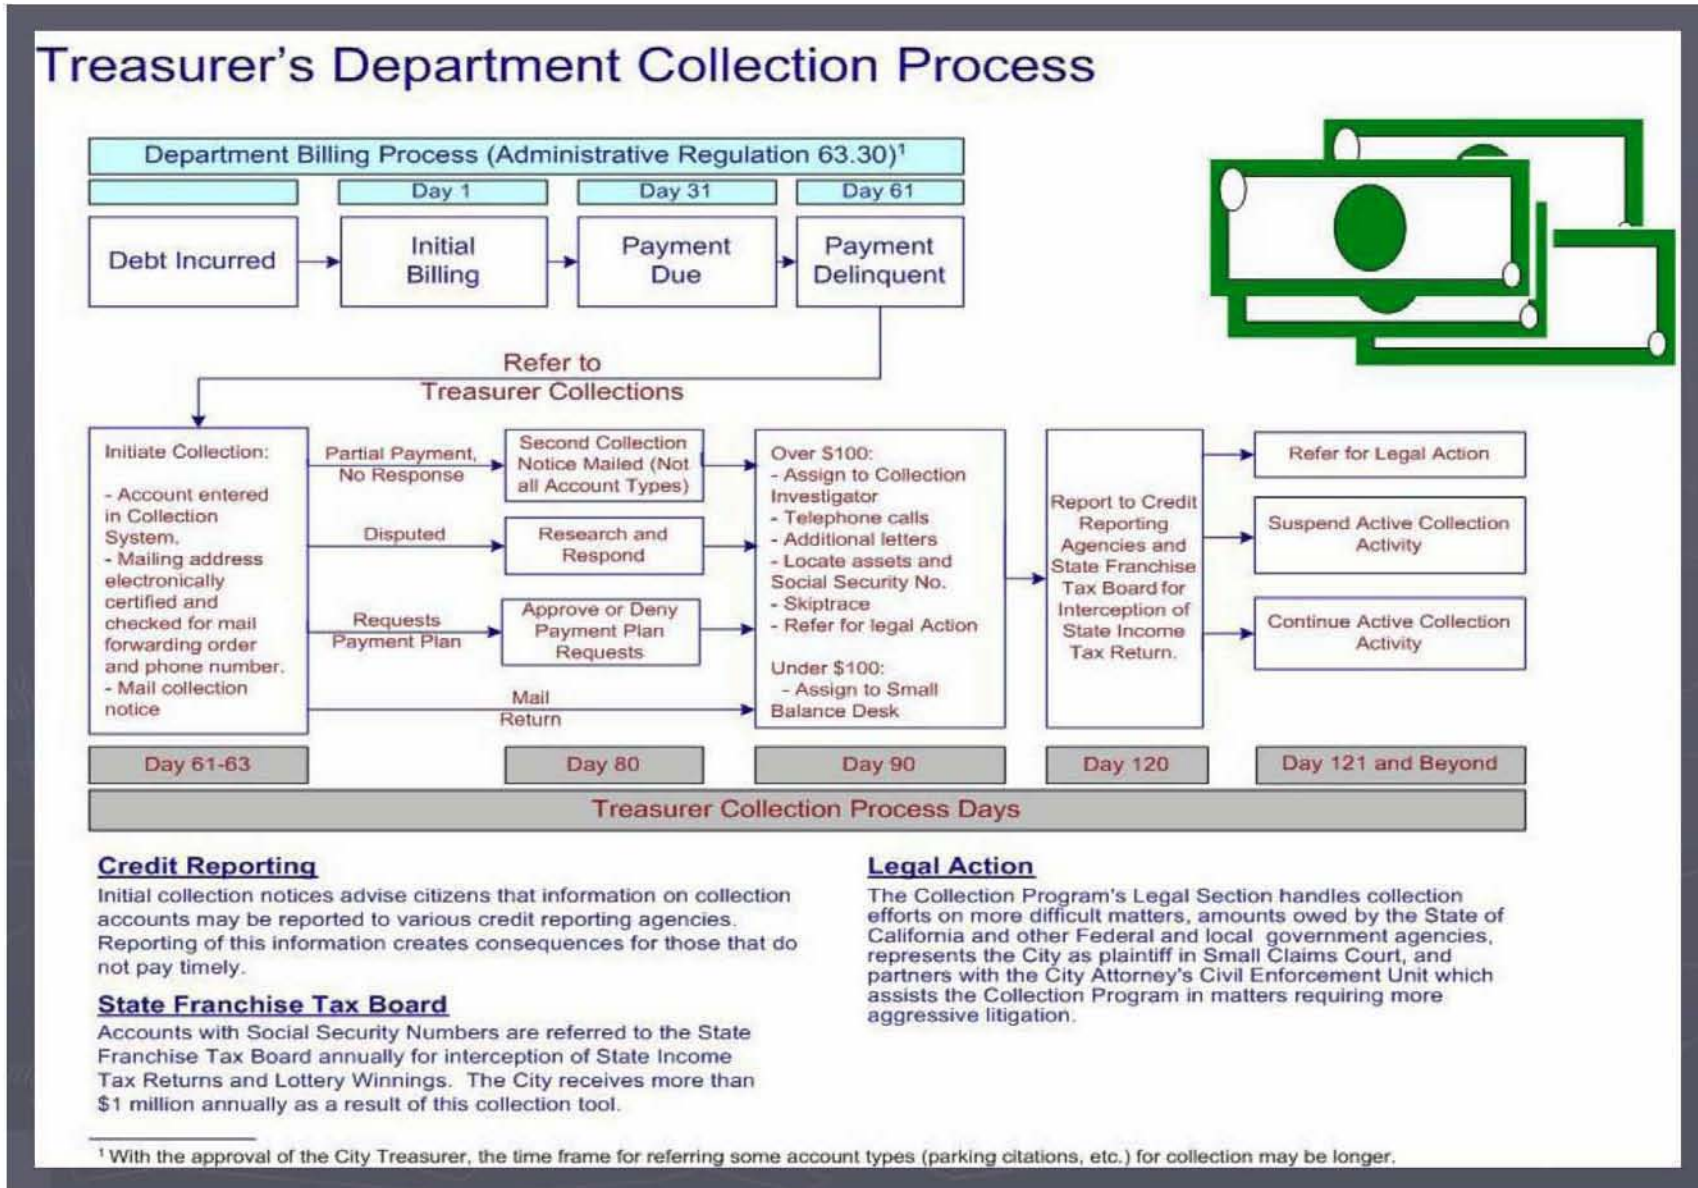 Treasurer's Department Collection Process
Department Billing Process (Administrative Regulation 63.30)¹
Day 1
Day 31
Day 61
Debt Incurred
Initial
Billing
Payment
Due
Payment
Delinquent
Refer to
Treasurer Collections
Initiate Collection:
- Account entered
in Collection
System.
- Mailing address
electronically
certified and
checked for mail
forwarding order
and phone number.
- Mail collection
notice
Partial Payment,
No Response
Disputed
Requests
Payment Plan
Mail
Return
Second Collection
Notice Mailed (Not
all Account Types)
Research and
Respond
Approve or Deny
Payment Plan
Requests
Over $100:
- Assign to Collection
Investigator
- Telephone calls
- Additional letters
- Locate assets and
Social Security No.
- Skiptrace
- Refer for legal Action
Under $100:
- Assign to Small
Balance Desk
Report to Credit
Reporting
Agencies and
State Franchise
Tax Board for
Interception of
State Income
Tax Return.
Refer for Legal Action
Suspend Active Collection
Activity
Continue Active Collection
Activity
Day 61-63
Day 80
Day 90
Day 120
Day 121 and Beyond
Treasurer Collection Process Days
Credit Reporting
Initial collection notices advise citizens that information on collection
accounts may be reported to various credit reporting agencies.
Reporting of this information creates consequences for those that do
not pay timely.
State Franchise Tax Board
Accounts with Social Security Numbers are referred to the State
Franchise Tax Board annually for interception of State Income
Tax Returns and Lottery Winnings. The City receives more than
$1 million annually as a result of this collection tool.
Legal Action
The Collection Program's Legal Section handles collection
efforts on more difficult matters, amounts owed by the State of
California and other Federal and local government agencies,
represents the City as plaintiff in Small Claims Court, and
partners with the City Attorney's Civil Enforcement Unit which
assists the Collection Program in matters requiring more
aggressive litigation.
¹ With the approval of the City Treasurer, the time frame for referring some account types (parking citations, etc.) for collection may be longer.